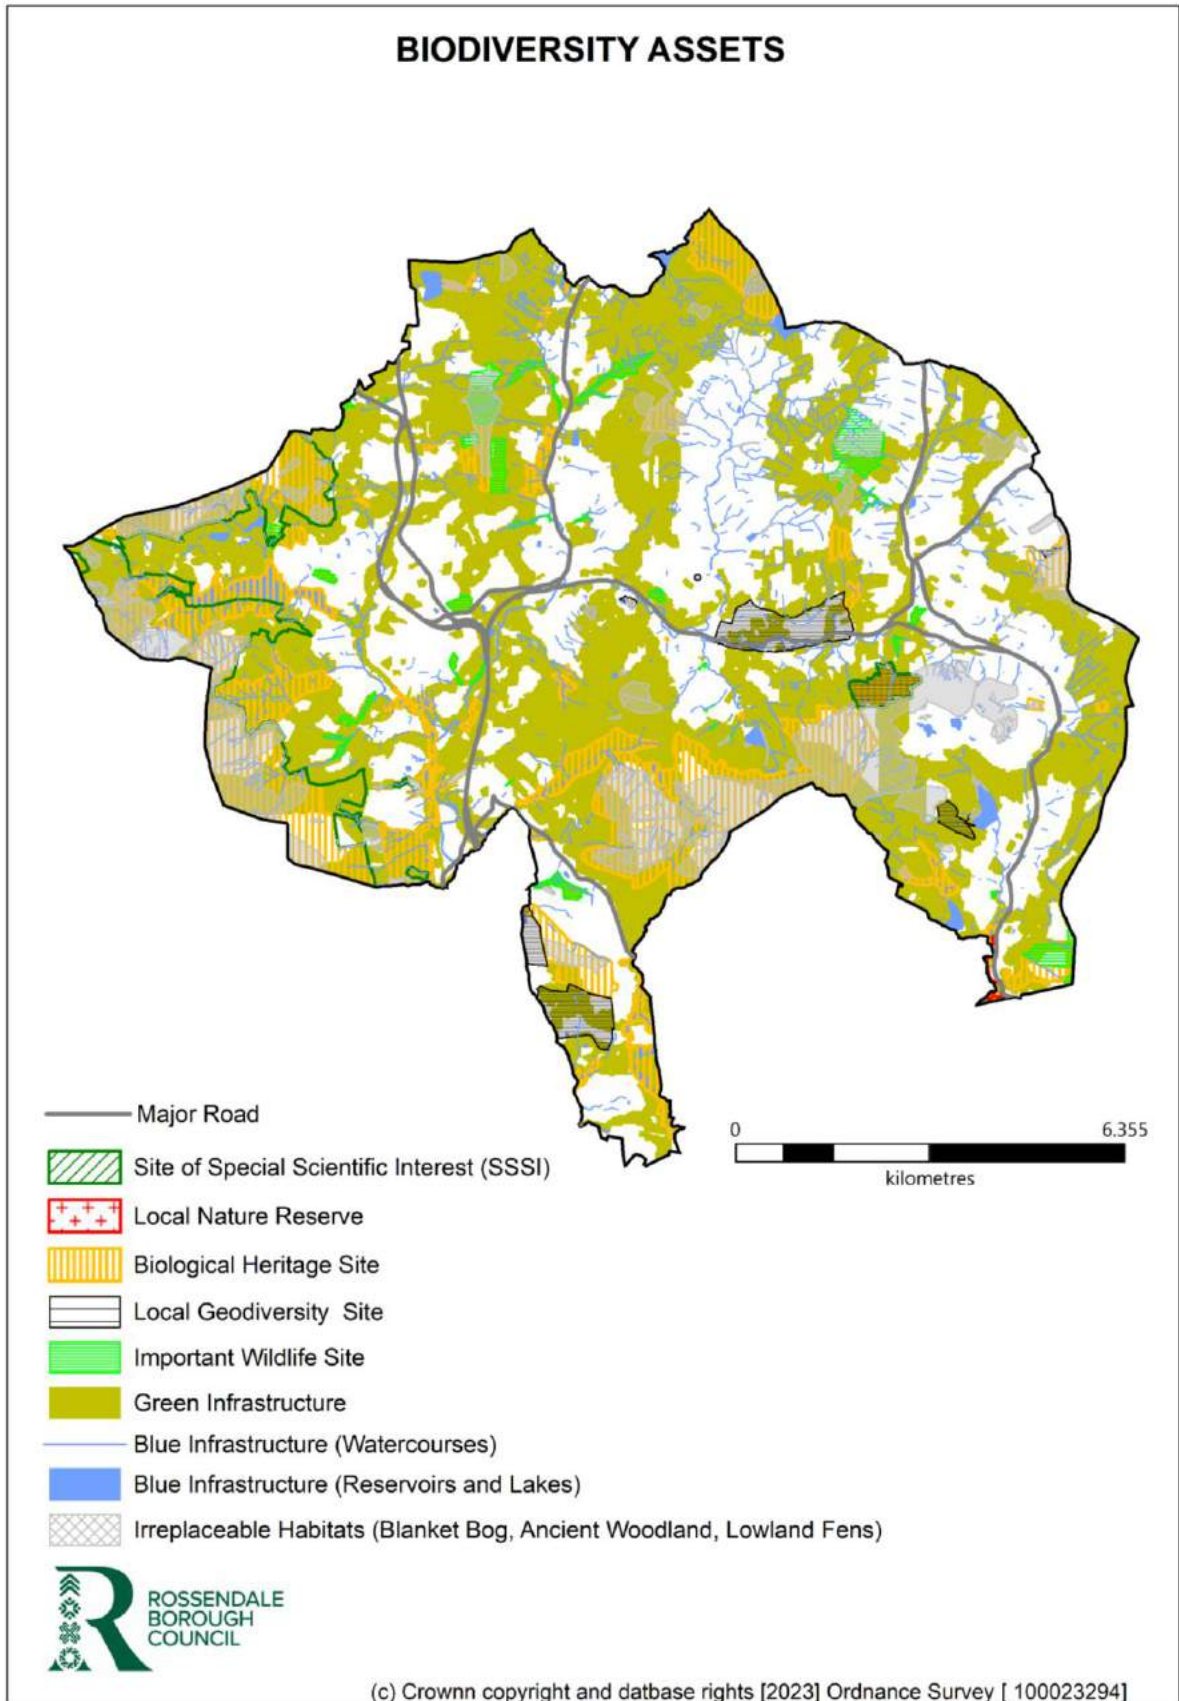 BIODIVERSITY ASSETS
0 6.355
kilometres
Major Road
Site of Special Scientific Interest (SSSI)
Local Nature Reserve
Biological Heritage Site
Local Geodiversity Site
Important Wildlife Site
Green Infrastructure
Blue Infrastructure (Watercourses)
Blue Infrastructure (Reservoirs and Lakes)
Irreplaceable Habitats (Blanket Bog, Ancient Woodland, Lowland Fens)
R
ROSSENDALE
BOROUGH
COUNCIL
(c) Crownn copyright and datbase rights [2023] Ordnance Survey [ 100023294]